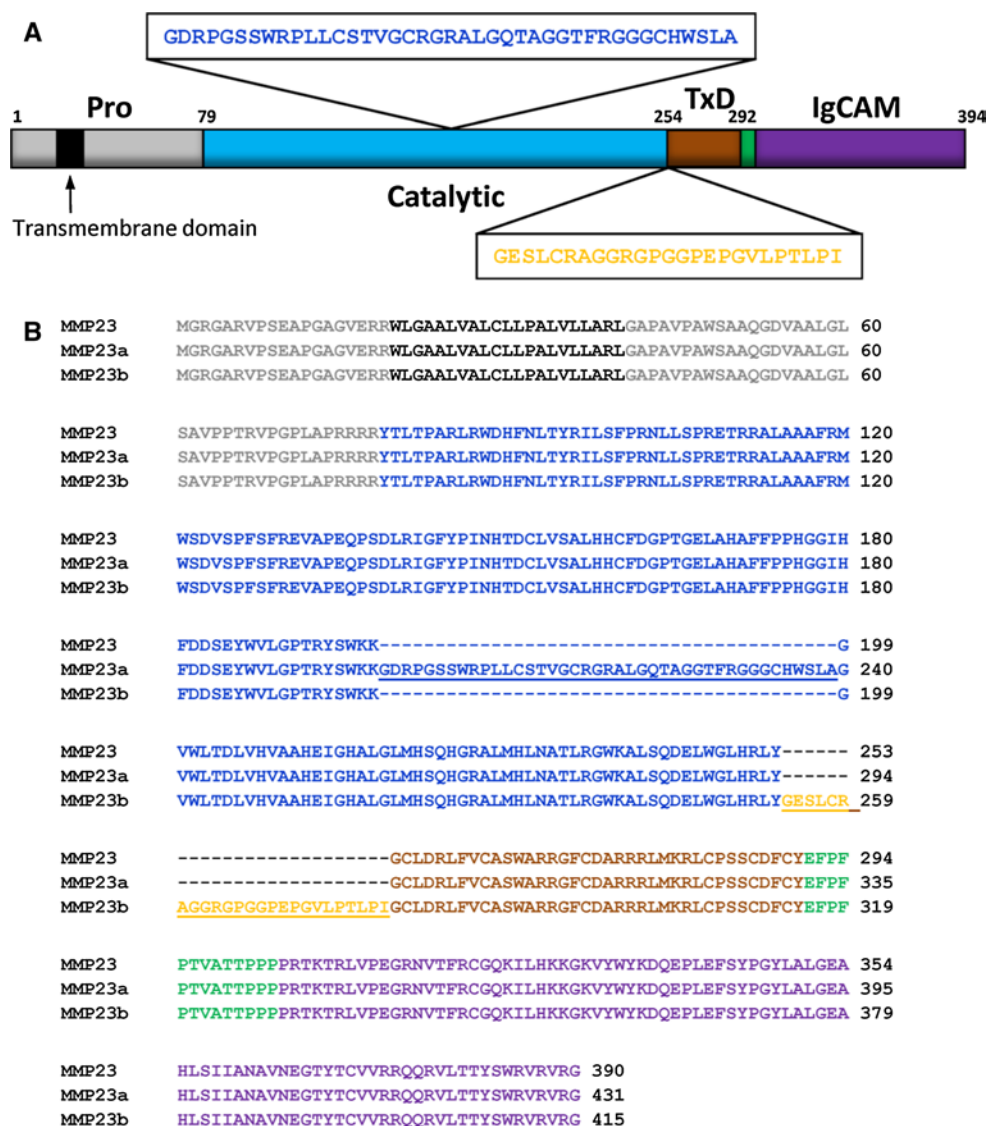 A
GDRPGSSWRPLLCSTVGCRGRALGQTAGGTFRGGGCHWSLA
Pro TxD IgCAM
1 79 254 292 394
Catalytic
Transmembrane domain
GESLCRAGGRGPGGPEPGVLPTLPI
B
MMP23 MGRGARVPSEAPGAGVERRWLGAALVALCLLPALVLLARLGAPAVPAWSAAQGDVAALGL 60
MMP23a MGRGARVPSEAPGAGVERRWLGAALVALCLLPALVLLARLGAPAVPAWSAAQGDVAALGL 60
MMP23b MGRGARVPSEAPGAGVERRWLGAALVALCLLPALVLLARLGAPAVPAWSAAQGDVAALGL 60
MMP23 SAVPPTRVPGPLAPRRRRYTLTPARLRWDHFNLTYRILSFPRNLLSPRETRRALAAAFRM 120
MMP23a SAVPPTRVPGPLAPRRRRYTLTPARLRWDHFNLTYRILSFPRNLLSPRETRRALAAAFRM 120
MMP23b SAVPPTRVPGPLAPRRRRYTLTPARLRWDHFNLTYRILSFPRNLLSPRETRRALAAAFRM 120
MMP23 WSDVSPFSFREVAPEQPSDLRIGFYPINHTDCLVSALHHCFDGPTGELAHAFFPPHGGIH 180
MMP23a WSDVSPFSFREVAPEQPSDLRIGFYPINHTDCLVSALHHCFDGPTGELAHAFFPPHGGIH 180
MMP23b WSDVSPFSFREVAPEQPSDLRIGFYPINHTDCLVSALHHCFDGPTGELAHAFFPPHGGIH 180
MMP23 FDDSEYWVLGPTRYSWKK-----------------------------------------G 199
MMP23a FDDSEYWVLGPTRYSWKKGDRPGSSWRPLLCSTVGCRGRALGQTAGGTFRGGGCHWSLAG 240
MMP23b FDDSEYWVLGPTRYSWKK-----------------------------------------G 199
MMP23 VWLTDLVHVAAHEIGHALGLMHSQHGRALMHLNATLRGWKALSQDELWGLHRLY------ 253
MMP23a VWLTDLVHVAAHEIGHALGLMHSQHGRALMHLNATLRGWKALSQDELWGLHRLY------ 294
MMP23b VWLTDLVHVAAHEIGHALGLMHSQHGRALMHLNATLRGWKALSQDELWGLHRLYGESLCR 259
MMP23 -------------------GCLDRLFVCASWARRGFCDARRRLMKRLCPSSCDFCYEFPF 294
MMP23a -------------------GCLDRLFVCASWARRGFCDARRRLMKRLCPSSCDFCYEFPF 335
MMP23b AGGRGPGGPEPGVLPTLPIGCLDRLFVCASWARRGFCDARRRLMKRLCPSSCDFCYEFPF 319
MMP23 PTVATTPPPPRTKTRLVPEGRNVTFRCGQKILHKKGKVYWYKDQEPLEFSYPGYLALGEA 354
MMP23a PTVATTPPPPRTKTRLVPEGRNVTFRCGQKILHKKGKVYWYKDQEPLEFSYPGYLALGEA 395
MMP23b PTVATTPPPPRTKTRLVPEGRNVTFRCGQKILHKKGKVYWYKDQEPLEFSYPGYLALGEA 379
MMP23 HLSIIANAVNEGTYTCVVRRQQRVLTTYSWRVRVRG 390
MMP23a HLSIIANAVNEGTYTCVVRRQQRVLTTYSWRVRVRG 431
MMP23b HLSIIANAVNEGTYTCVVRRQQRVLTTYSWRVRVRG 415